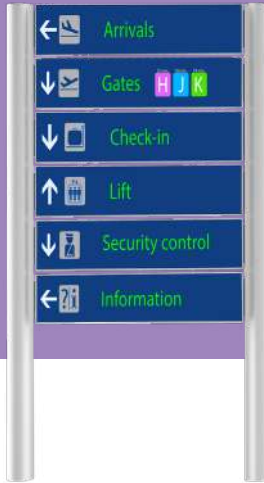 Arrivals
Gates H J K
Check-in
Lift
Security control
Information